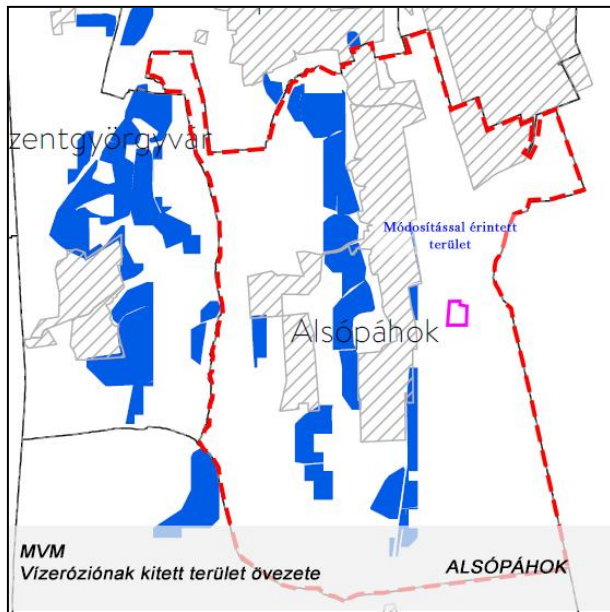 zentgyörgyvár
Módosítással érintett
terület
Alsópáhok
MVM
Vízeróziónak kitett terület övezete
ALSÓPÁHOK